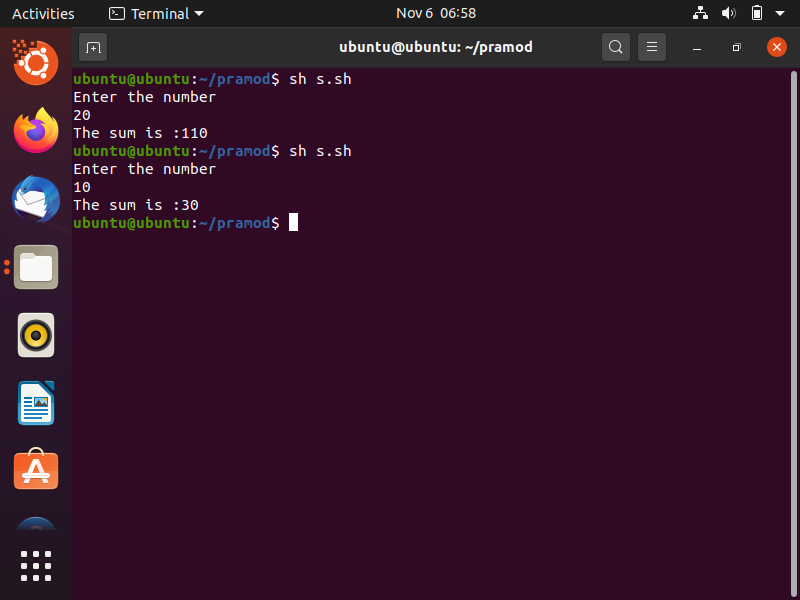 Activities Terminal Nov 6 06:58
ubuntu@ubuntu: ~/pramod
ubuntu@ubuntu:~/pramod$ sh s.sh
Enter the number
20
The sum is :110
ubuntu@ubuntu:~/pramod$ sh s.sh
Enter the number
10
The sum is :30
ubuntu@ubuntu:~/pramod$